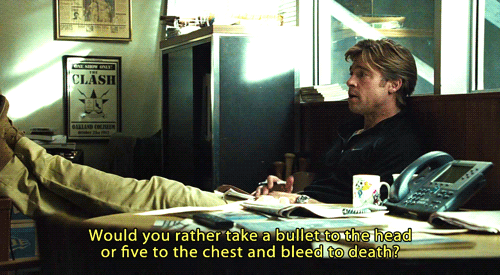 ONE SHOW ONLY!
THE
CLASH
OAKLAND COLISEUM
Would you rather take a bullet to the head
or five to the chest and bleed to death?